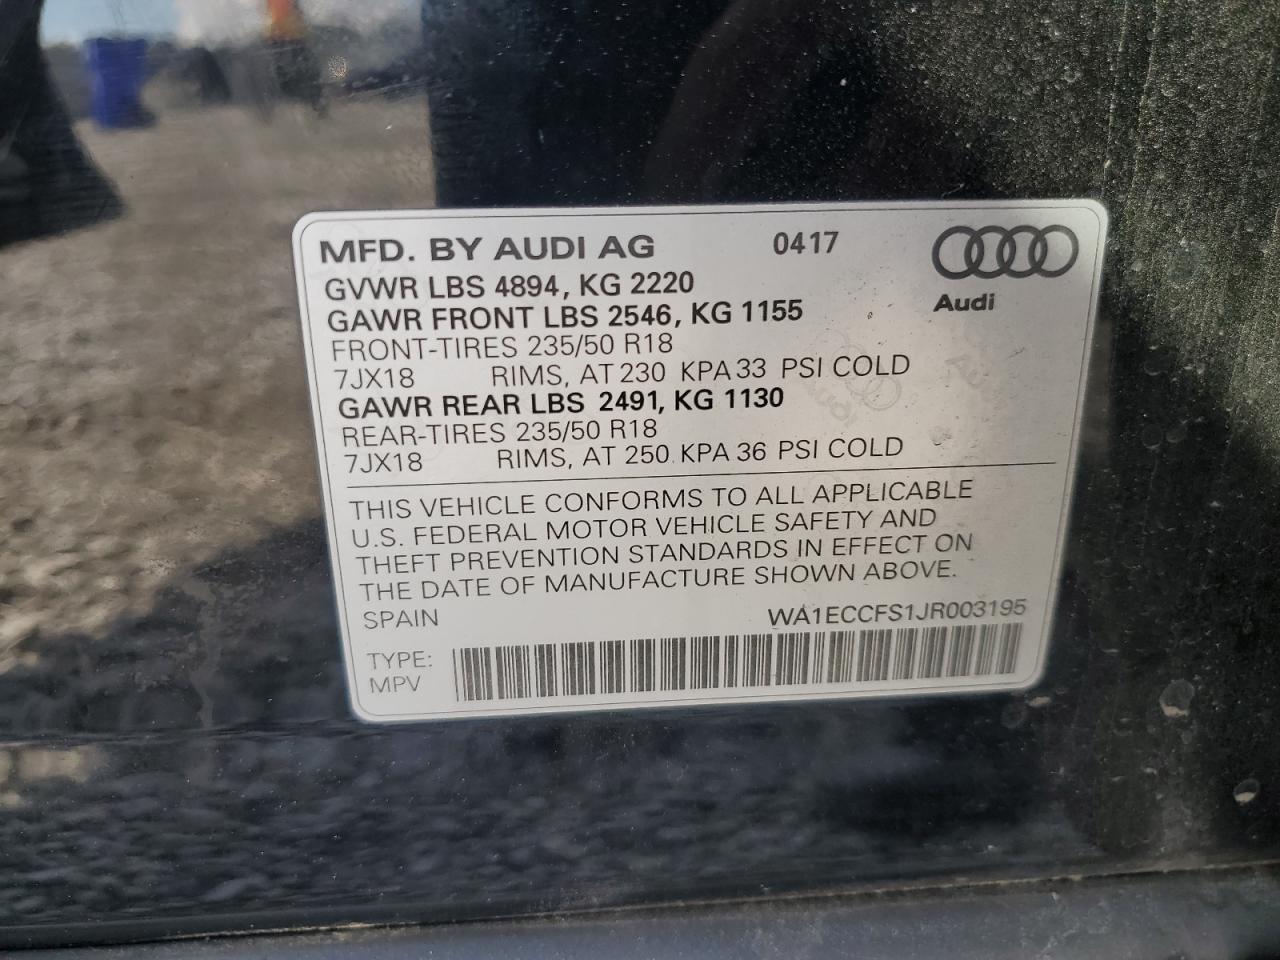 MFD. BY AUDI AG 0417
Audi
GVWR LBS 4894, KG 2220
GAWR FRONT LBS 2546, KG 1155
FRONT-TIRES 235/50 R18
7JX18 RIMS, AT 230 KPA 33 PSI COLD
GAWR REAR LBS 2491, KG 1130
REAR-TIRES 235/50 R18
7JX18 RIMS, AT 250 KPA 36 PSI COLD
THIS VEHICLE CONFORMS TO ALL APPLICABLE
U.S. FEDERAL MOTOR VEHICLE SAFETY AND
THEFT PREVENTION STANDARDS IN EFFECT ON
THE DATE OF MANUFACTURE SHOWN ABOVE.
SPAIN WA1ECCFS1JR003195
TYPE:
MPV